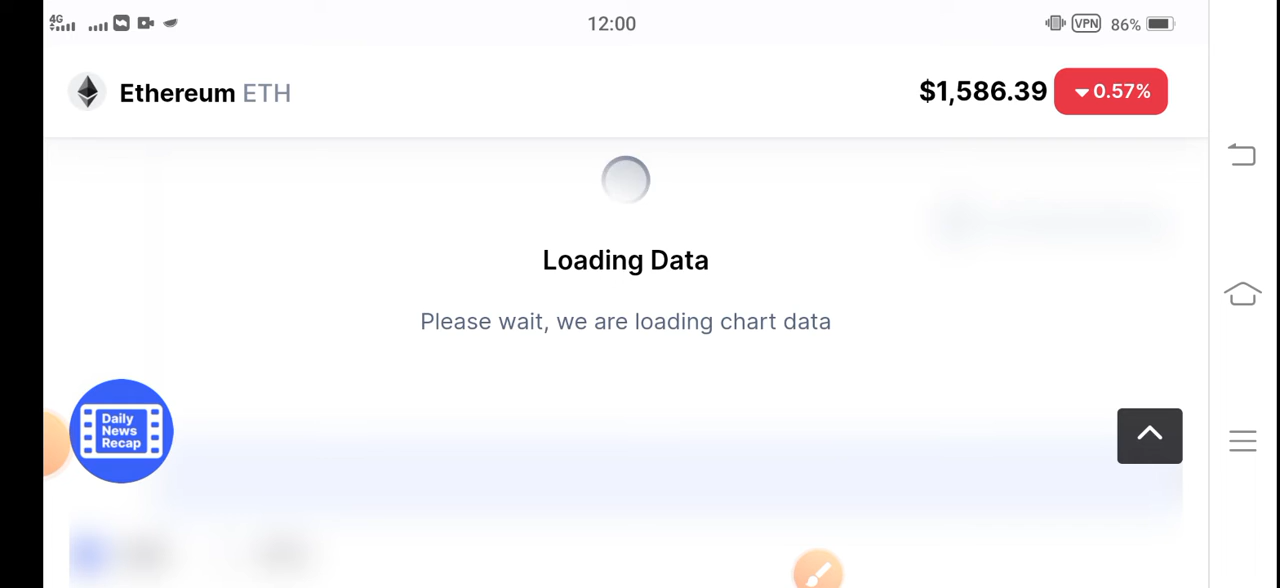 4G
12:00
VPN
86%
Ethereum ETH
$1,586.39
0.57%
Loading Data
Please wait, we are loading chart data
Daily
News
Recap